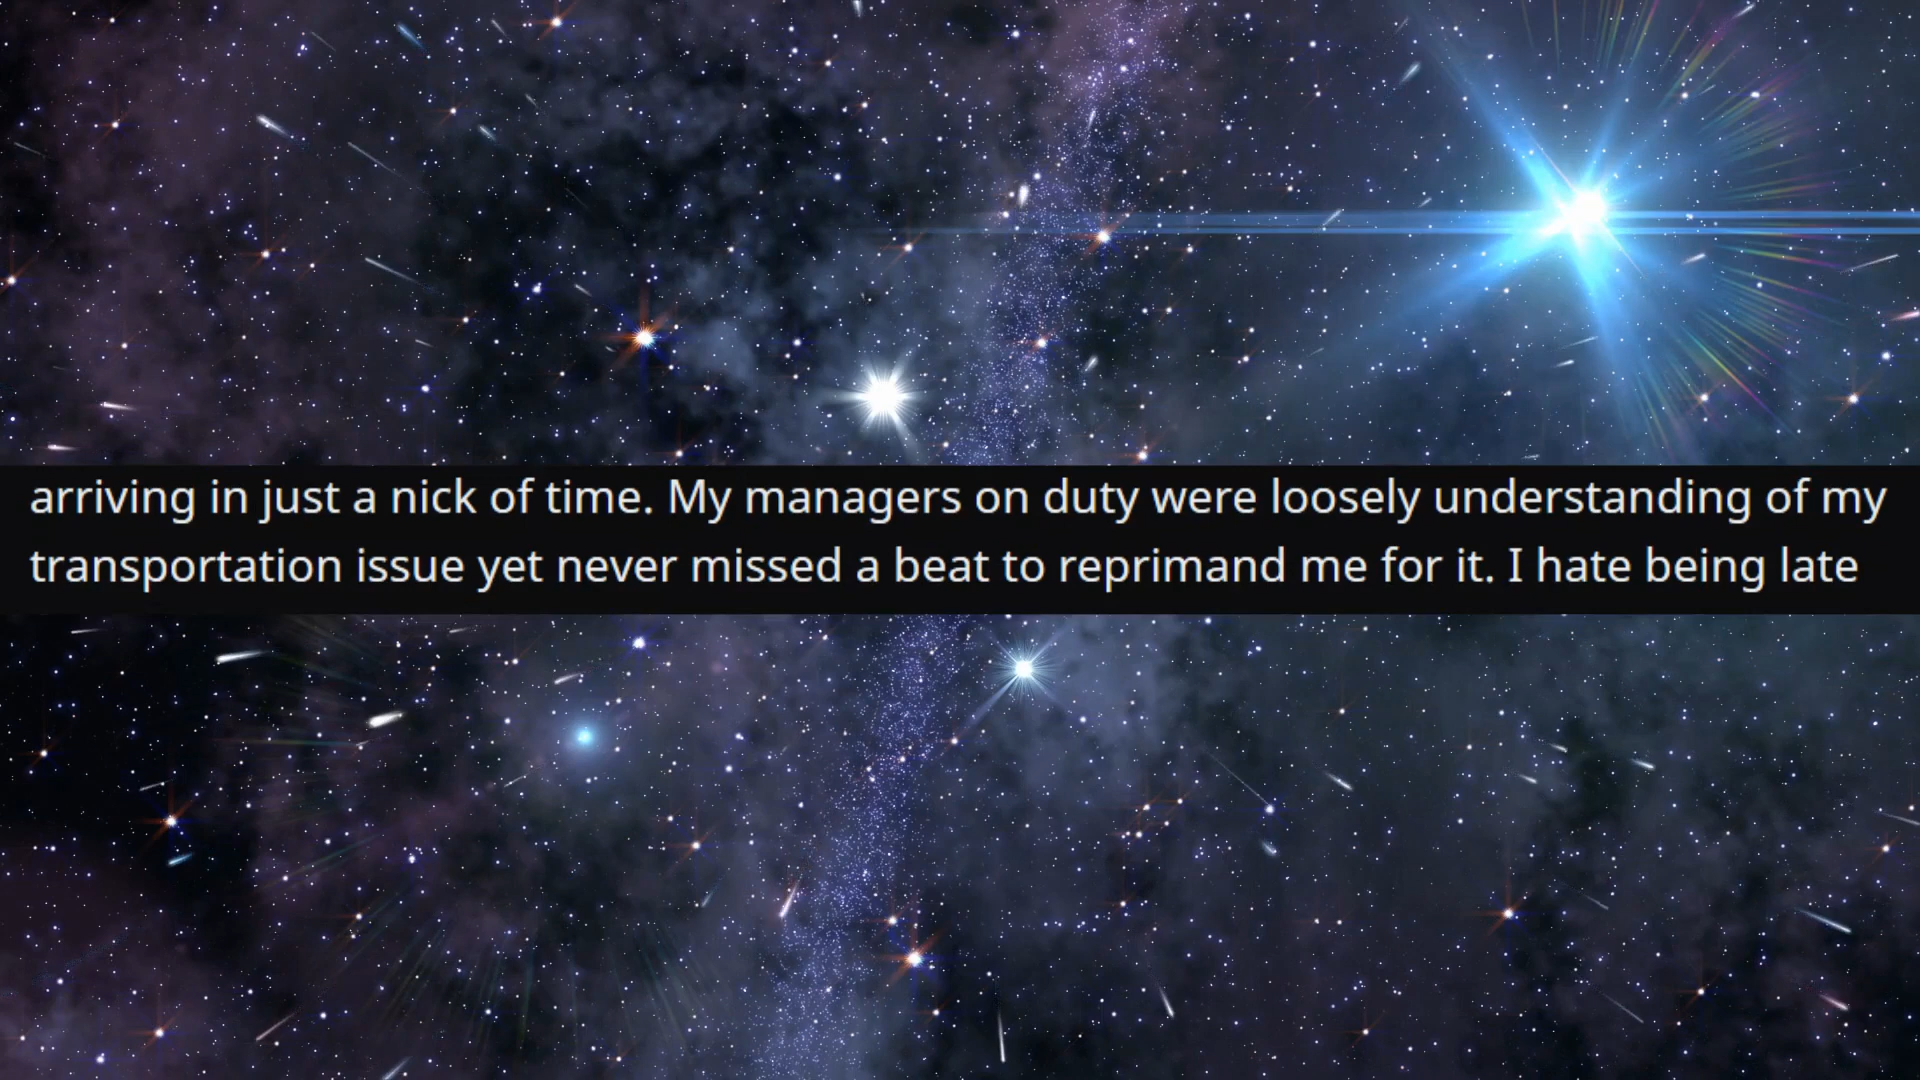 arriving in just a nick of time. My managers on duty were loosely understanding of my
transportation issue yet never missed a beat to reprimand me for it. I hate being late